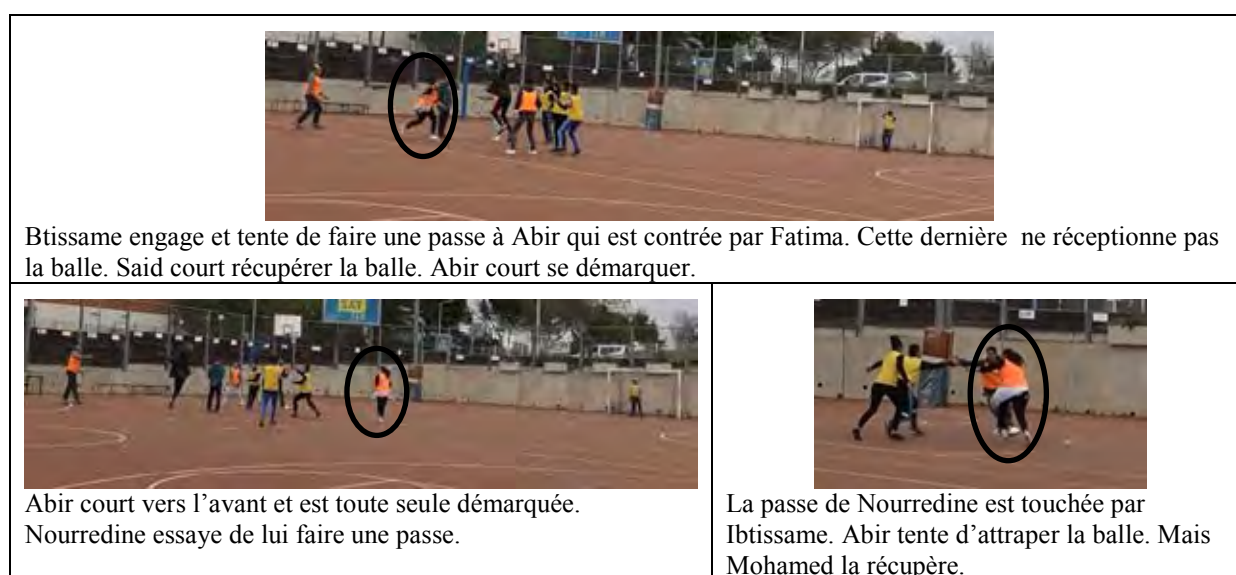 Btissame engage et tente de faire une passe à Abir qui est contrée par Fatima. Cette dernière ne réceptionne pas
la balle. Said court récupérer la balle. Abir court se démarquer.
Abir court vers l'avant et est toute seule démarquée.
Nourredine essaye de lui faire une passe.
La passe de Nourredine est touchée par
Ibtissame. Abir tente d'attraper la balle. Mais
Mohamed la récupère.